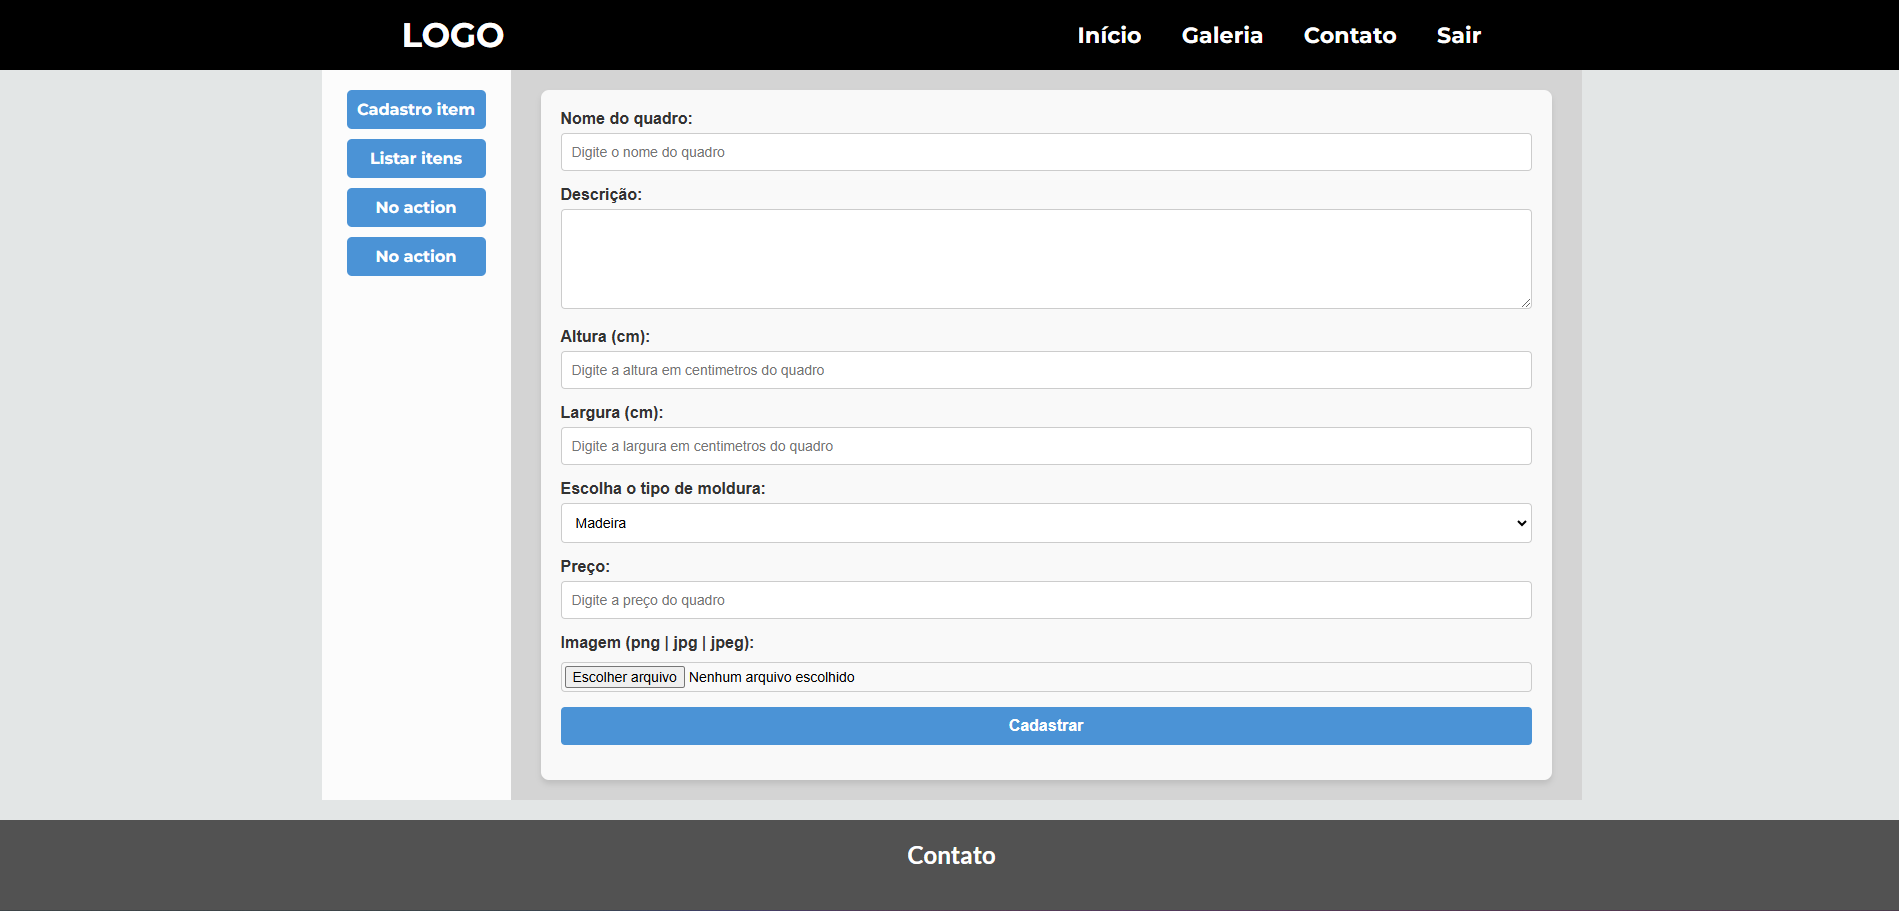 LOGO
Início Galeria Contato Sair
Cadastro item
Listar itens
No action
No action
Nome do quadro:
Digite o nome do quadro
Descrição:
Altura (cm):
Digite a altura em centimetros do quadro
Largura (cm):
Digite a largura em centimetros do quadro
Escolha o tipo de moldura:
Madeira
Preço:
Digite a preço do quadro
Imagem (png | jpg | jpeg):
Escolher arquivo Nenhum arquivo escolhido
Cadastrar
Contato